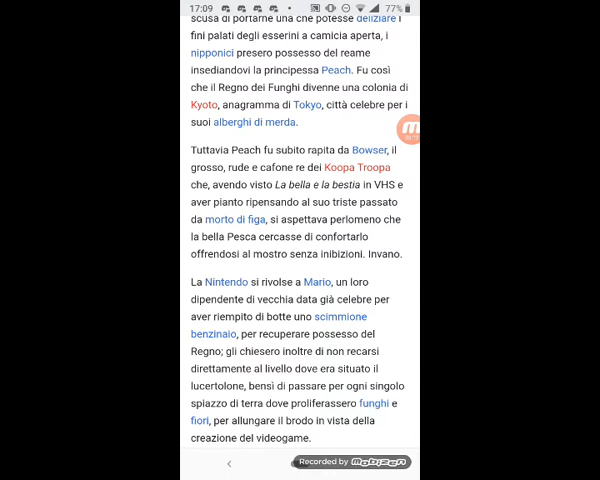 17:09
77%
scusa di portarne una che potesse deliziare i
fini palati degli esserini a camicia aperta, i
nipponici presero possesso del reame
insediandovi la principessa Peach. Fu così
che il Regno dei Funghi divenne una colonia di
Kyoto, anagramma di Tokyo, città celebre per i
suoi alberghi di merda.
Tuttavia Peach fu subito rapita da Bowser, il
grosso, rude e cafone re dei Koopa Troopa
che, avendo visto La bella e la bestia in VHS e
aver pianto ripensando al suo triste passato
da morto di figa, si aspettava perlomeno che
la bella Pesca cercasse di confortarlo
offrendosi al mostro senza inibizioni. Invano.
La Nintendo si rivolse a Mario, un loro
dipendente di vecchia data già celebre per
aver riempito di botte uno scimmione
benzinaio, per recuperare possesso del
Regno; gli chiesero inoltre di non recarsi
direttamente al livello dove era situato il
lucertolone, bensì di passare per ogni singolo
spiazzo di terra dove proliferassero funghi e
fiori, per allungare il brodo in vista della
creazione del videogame.
Recorded by mobizen